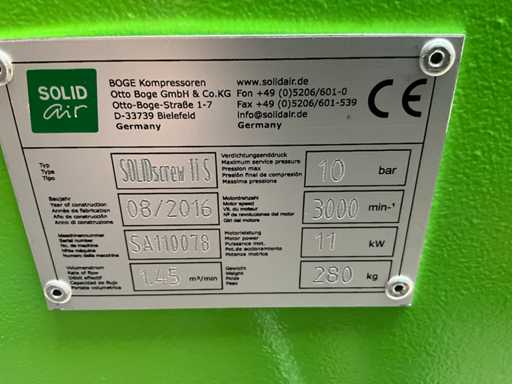 SOLID
air
BOGE Kompressoren
Otto Boge GmbH & Co.KG
Otto-Boge-Straße 1-7
D-33739 Bielefeld
Germany
www.solidair.de
Fon +49 (0)5206/601-0
Fax +49 (0)5206/601-539
info@solidair.de
Germany
CE
Typ
Type
Tipo
SOLIDscrew 11 S
Verdichtungsenddruck
Maximum service pressure
Pression max
Presión final de compresión
Massima pressione
10 bar
Baujahr
Year of construction
Année de fabrication
Año de construcción
Anno di costruzione
08/2016
Motordrehzahl
Motor speed
Vit. du moteur
N° de revoluciones del motor
Giri del motore
3000 min-¹
Maschinennummer
Serial number
No. de machine
Nº de máquina
Numero della macchina
SA110078
Motorleistung
Motor power
Puissance mot.
Pot. de accionamiento
Potenza motrice
11 kW
Volumenstrom
Rate of flow
Débit effectif
Capacidad de flujo
Portata volumetrica
1.45 m³/min
Gewicht
Weight
Poids
Peso
280 kg